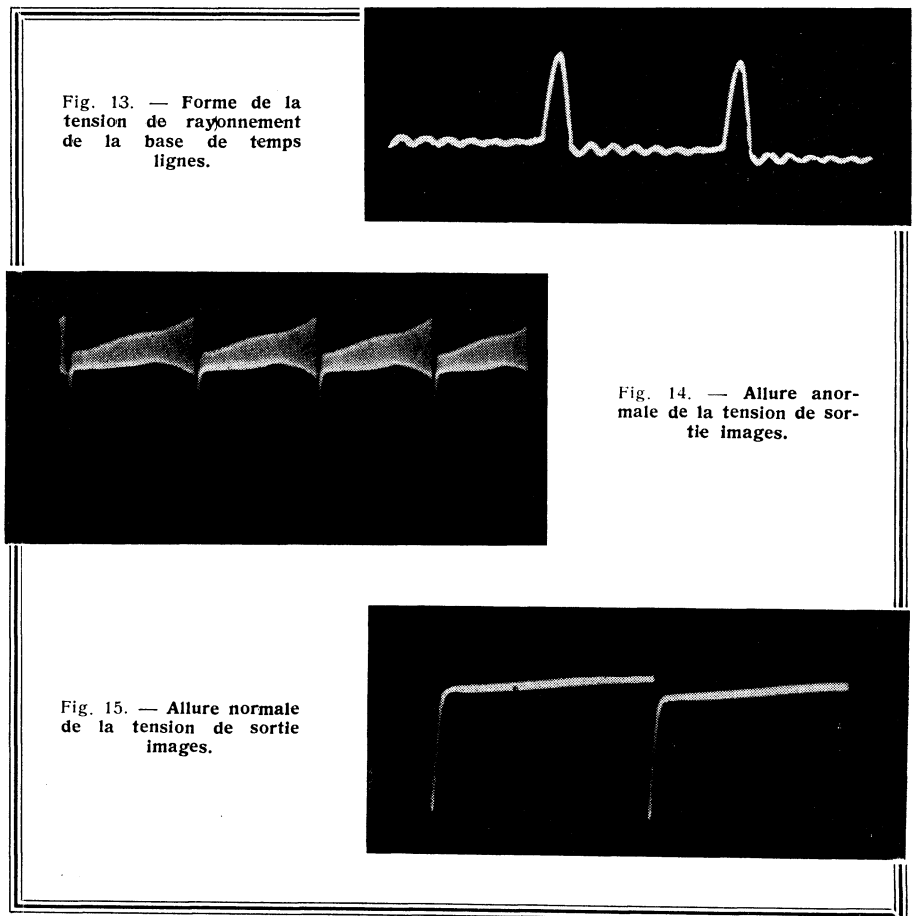 Fig. 13. — Forme de la
tension de rayonnement
de la base de temps
lignes.
Fig. 14. — Allure anor-
male de la tension de sor-
tie images.
Fig. 15. — Allure normale
de la tension de sortie
images.